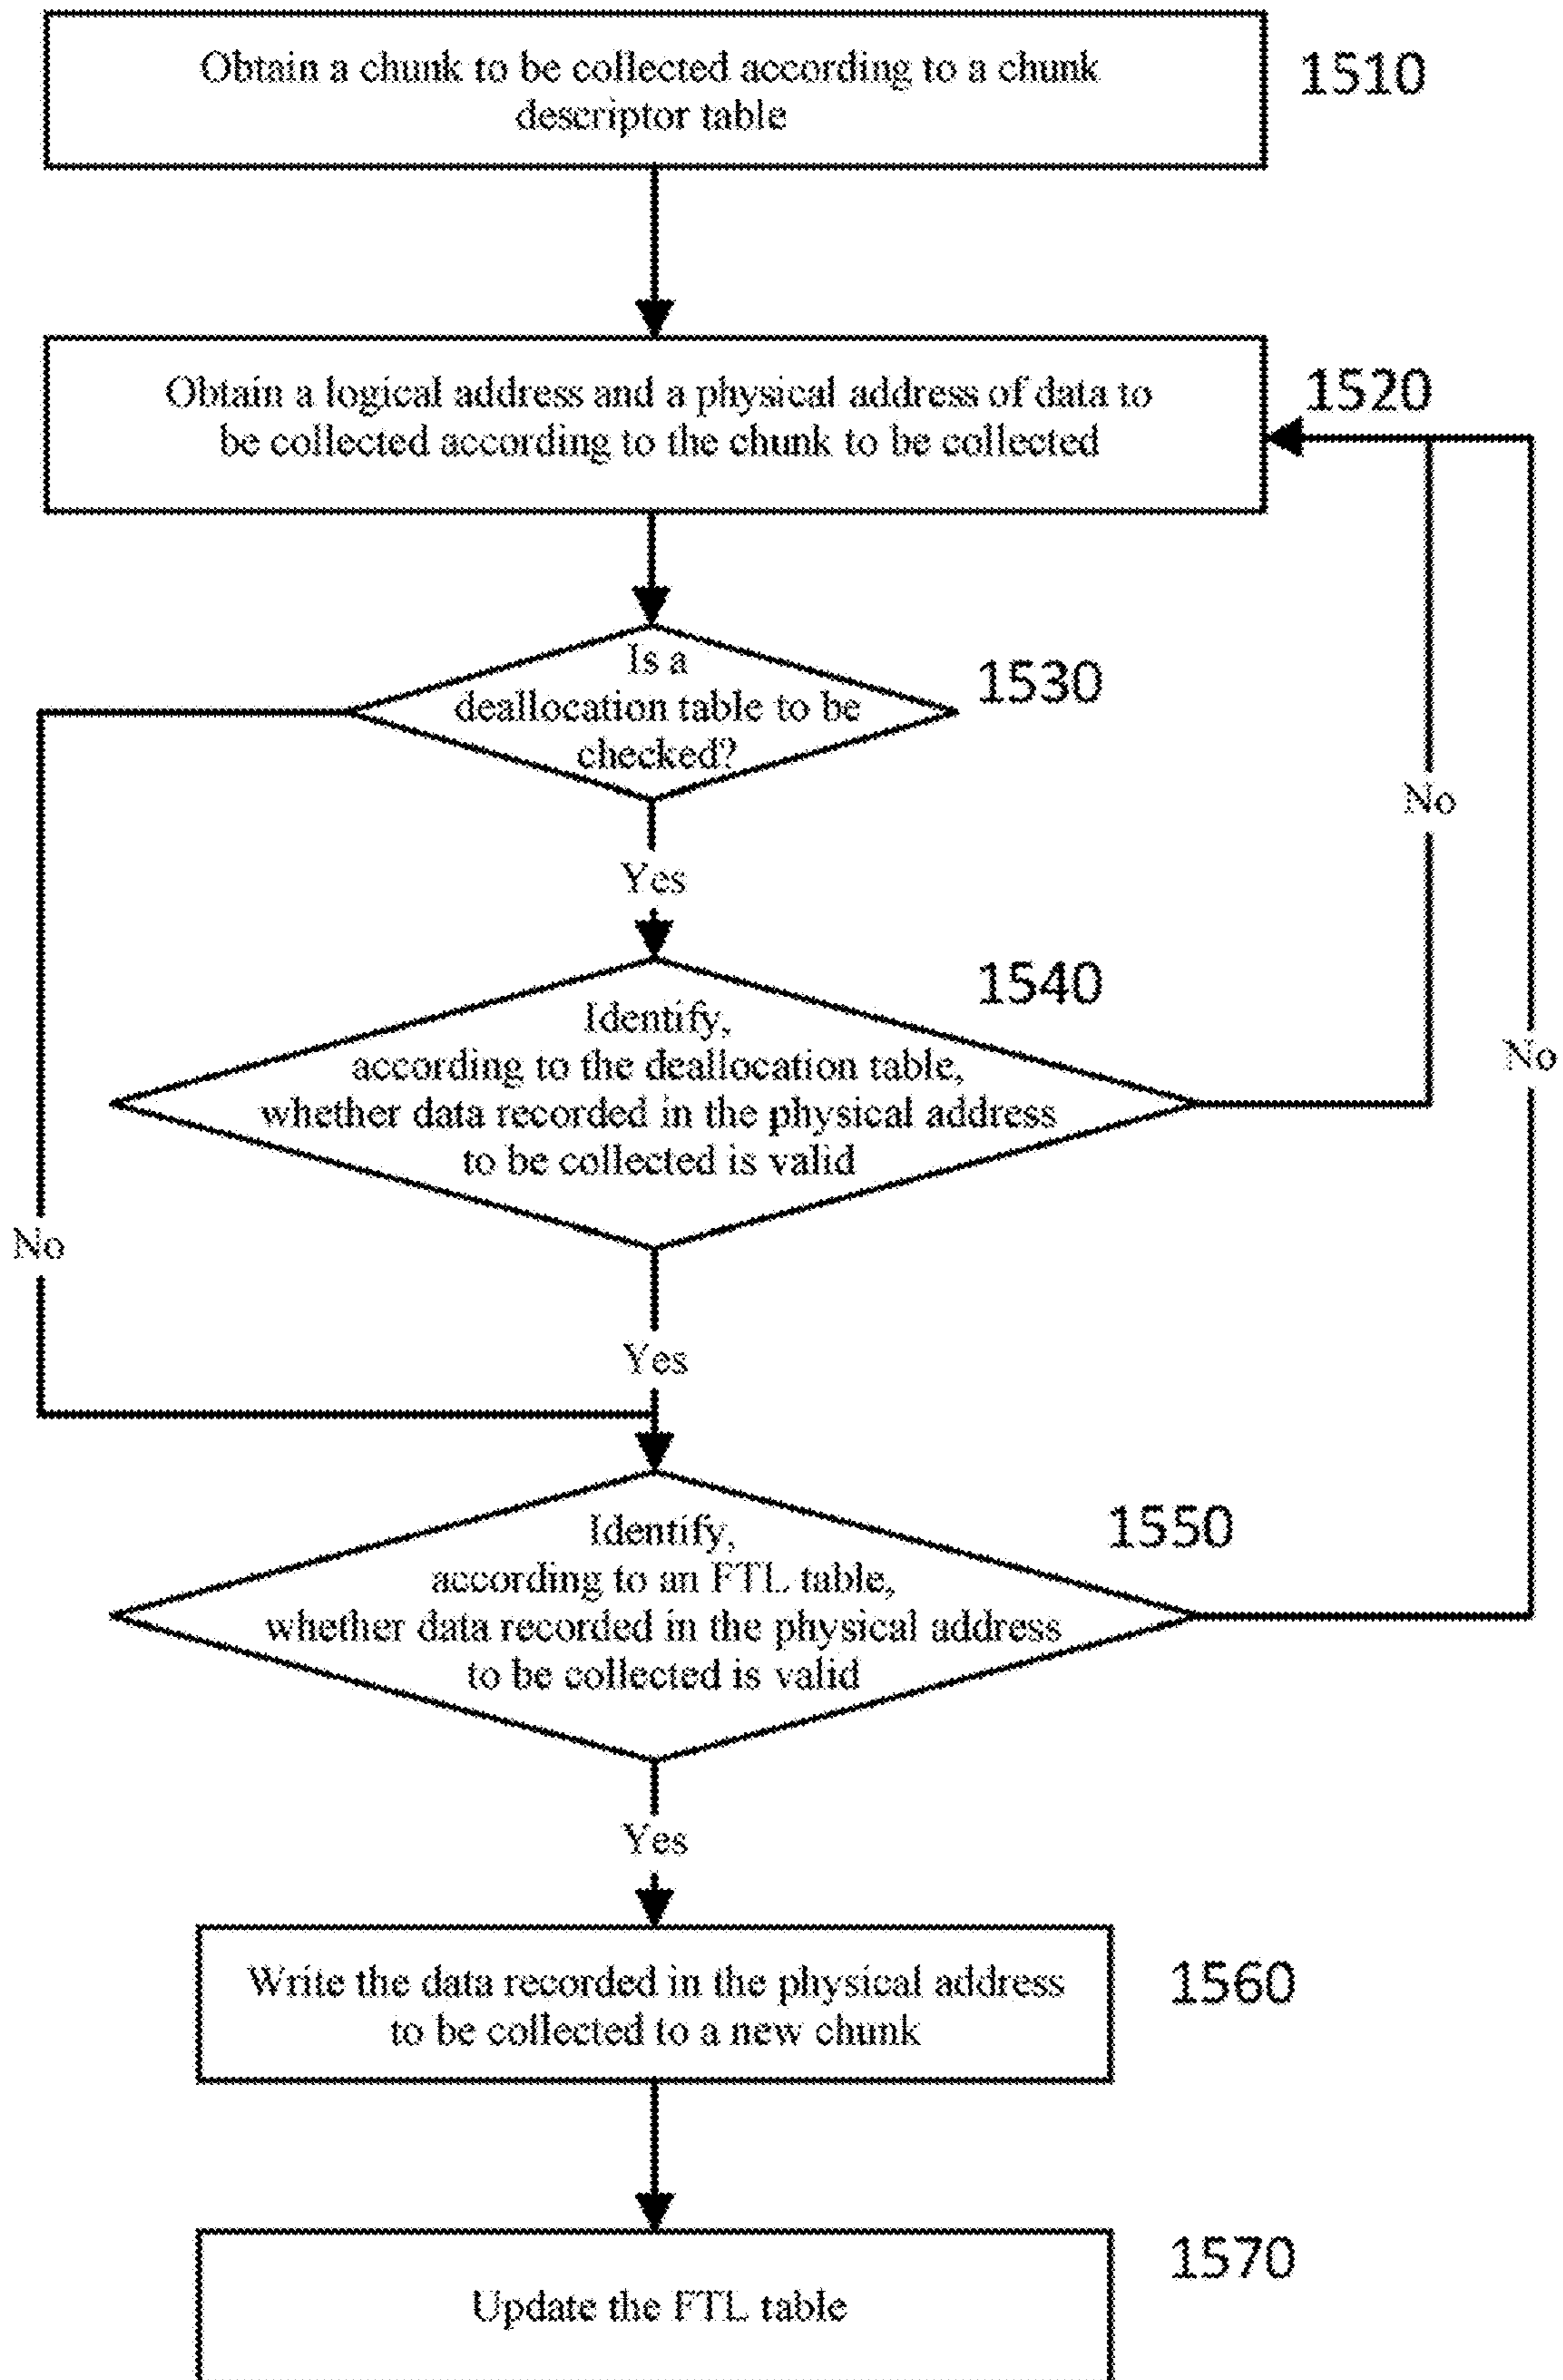 Obtain a chunk to be collected according to a chunk
descriptor table
1510
Obtain a logical address and a physical address of data to
be collected according to the chunk to be collected
1520
Is a
deallocation table to be
checked?
1530
No
Yes
Identify,
according to the deallocation table,
whether data recorded in the physical address
to be collected is valid
1540
No
No
Yes
Identify,
according to an FTL table,
whether data recorded in the physical address
to be collected is valid
1550
Yes
Write the data recorded in the physical address
to be collected to a new chunk
1560
Update the FTL table
1570